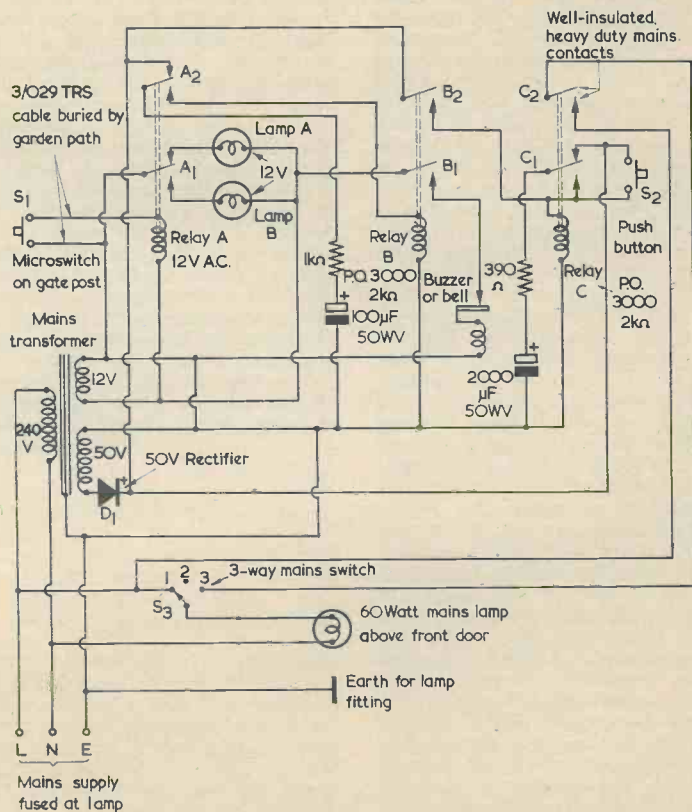 Well-insulated,
heavy duty mains
contacts
3/029 TRS
cable buried by
garden path
A2
Lamp A
12V
A1
Lamp
B
B2
B1
C2
C1
S1
S2
Microswitch
on gate post
Relay A
12V A.C.
1kΩ
Relay
B
P.O. 3000
2kΩ
100μF
50WV
Buzzer
or bell
390
Ω
Push
button
Relay
C
P.O.
3000
2kΩ
2000
μF
50WV
Mains
transformer
12V
240
V
50V
50V Rectifier
D1
1
2
3
3-way mains switch
S3
60Watt mains lamp
above front door
Earth for lamp
fitting
L N E
Mains supply
fused at lamp